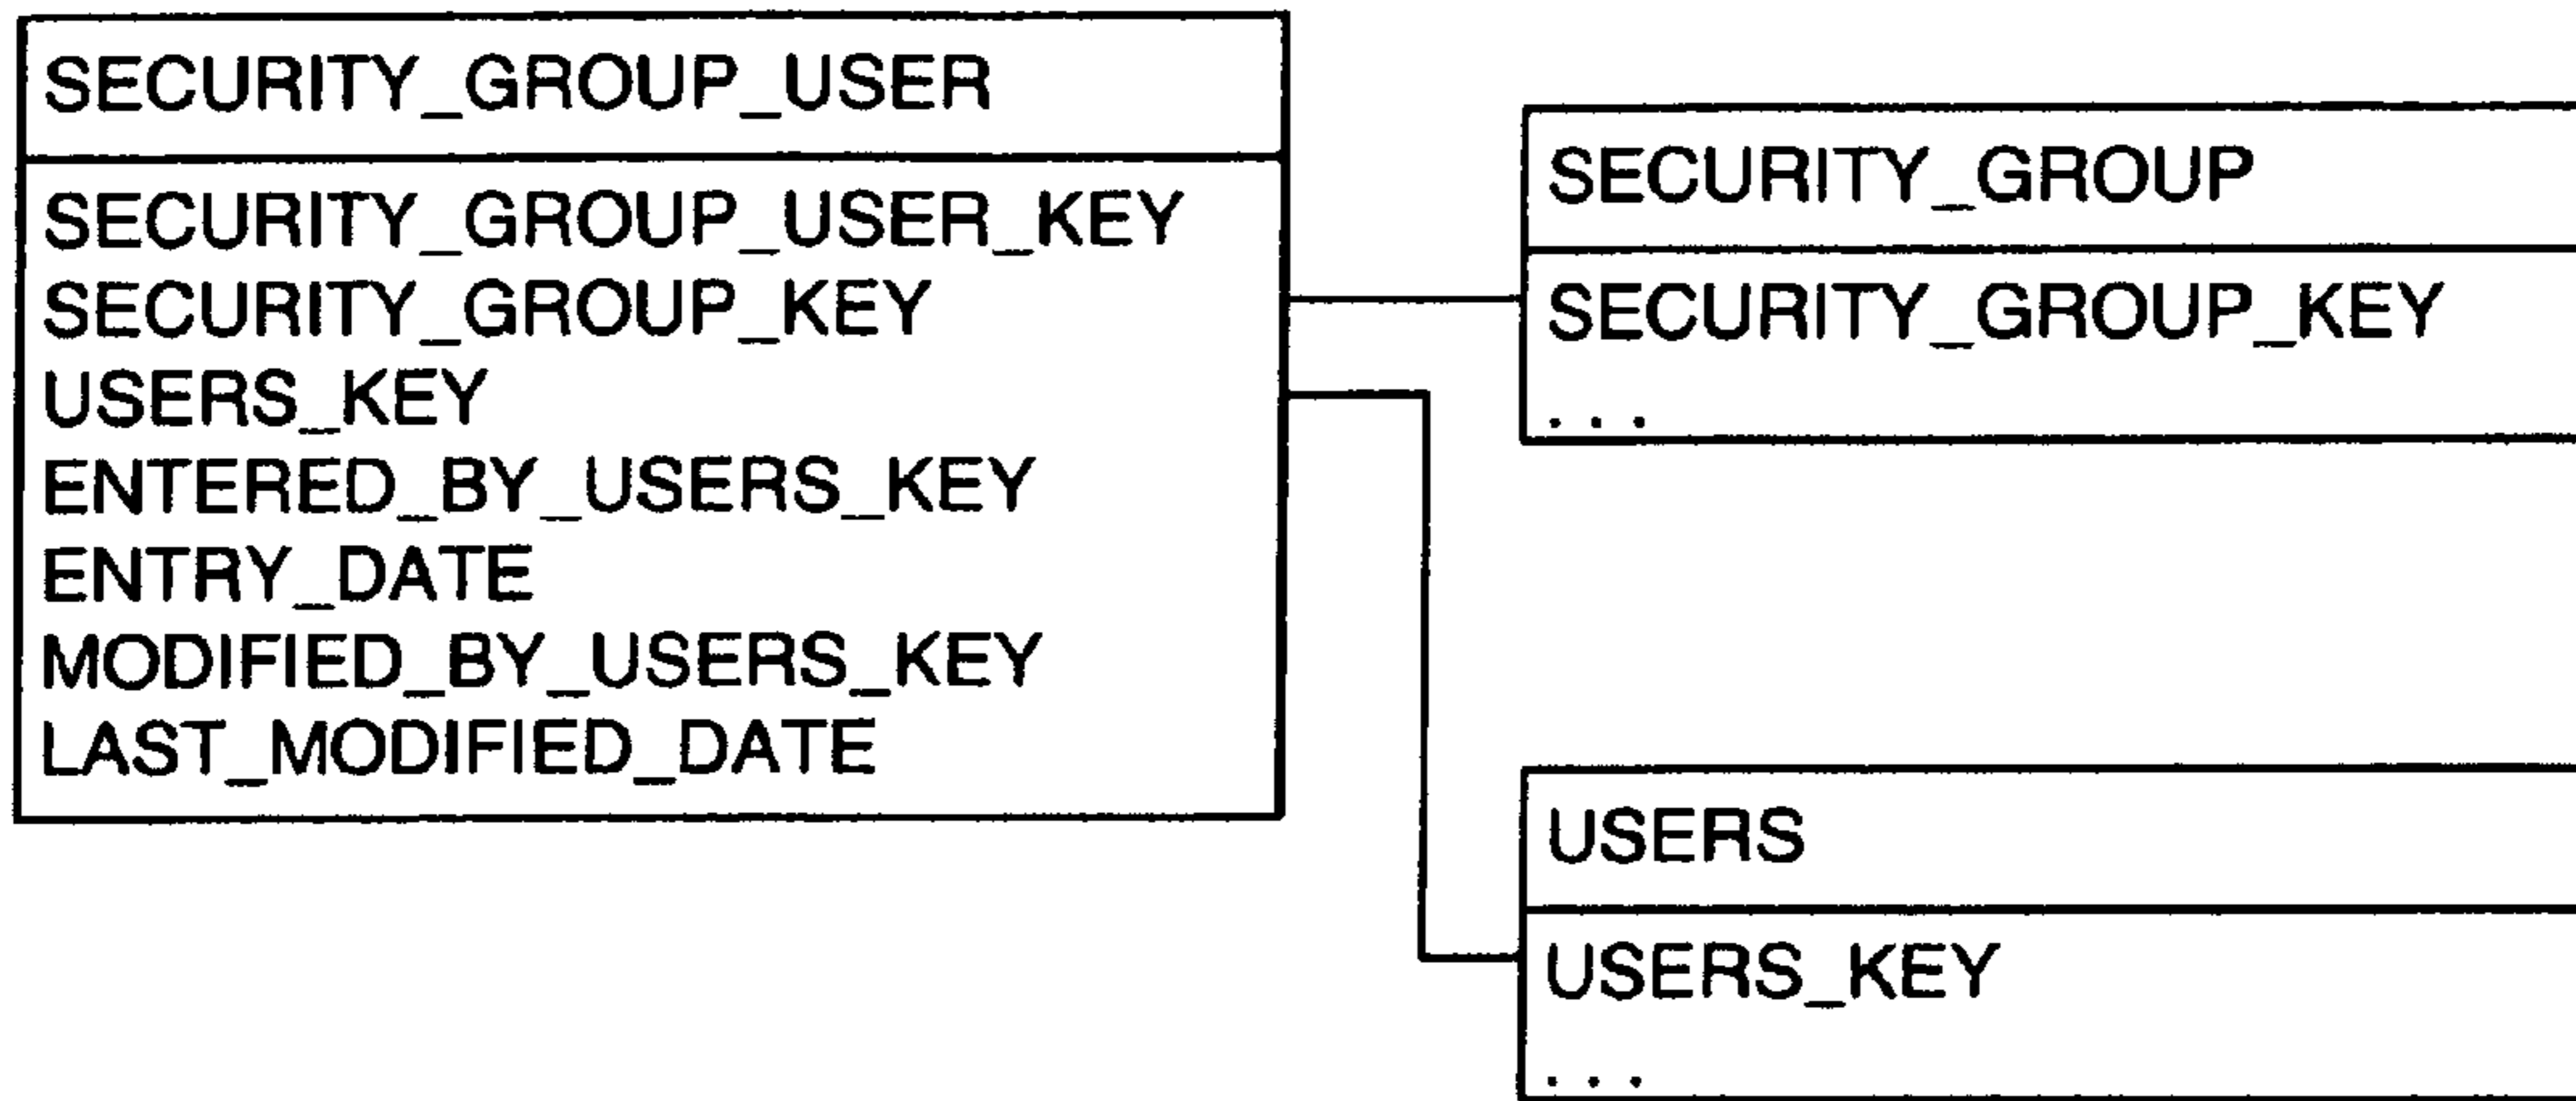 SECURITY_GROUP_USER
SECURITY_GROUP_USER_KEY
SECURITY_GROUP_KEY
USERS_KEY
ENTERED_BY_USERS_KEY
ENTRY_DATE
MODIFIED_BY_USERS_KEY
LAST_MODIFIED_DATE
SECURITY_GROUP
SECURITY_GROUP_KEY
. . .
USERS
USERS_KEY
. . .